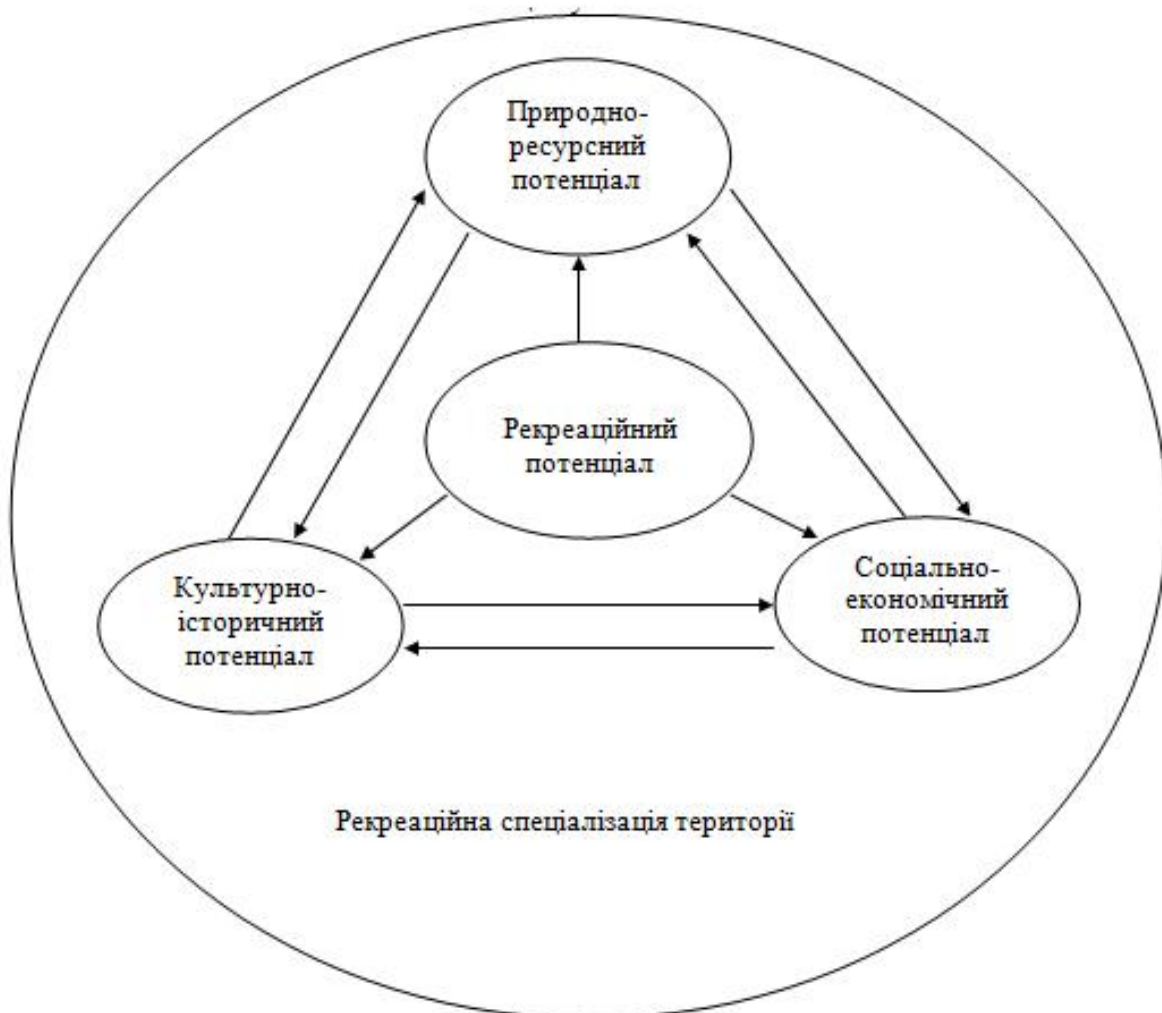 Природно-
ресурсний
потенціал
Рекреаційний
потенціал
Культурно-
історичний
потенціал
Соціально-
економічний
потенціал
Рекреаційна спеціалізація території